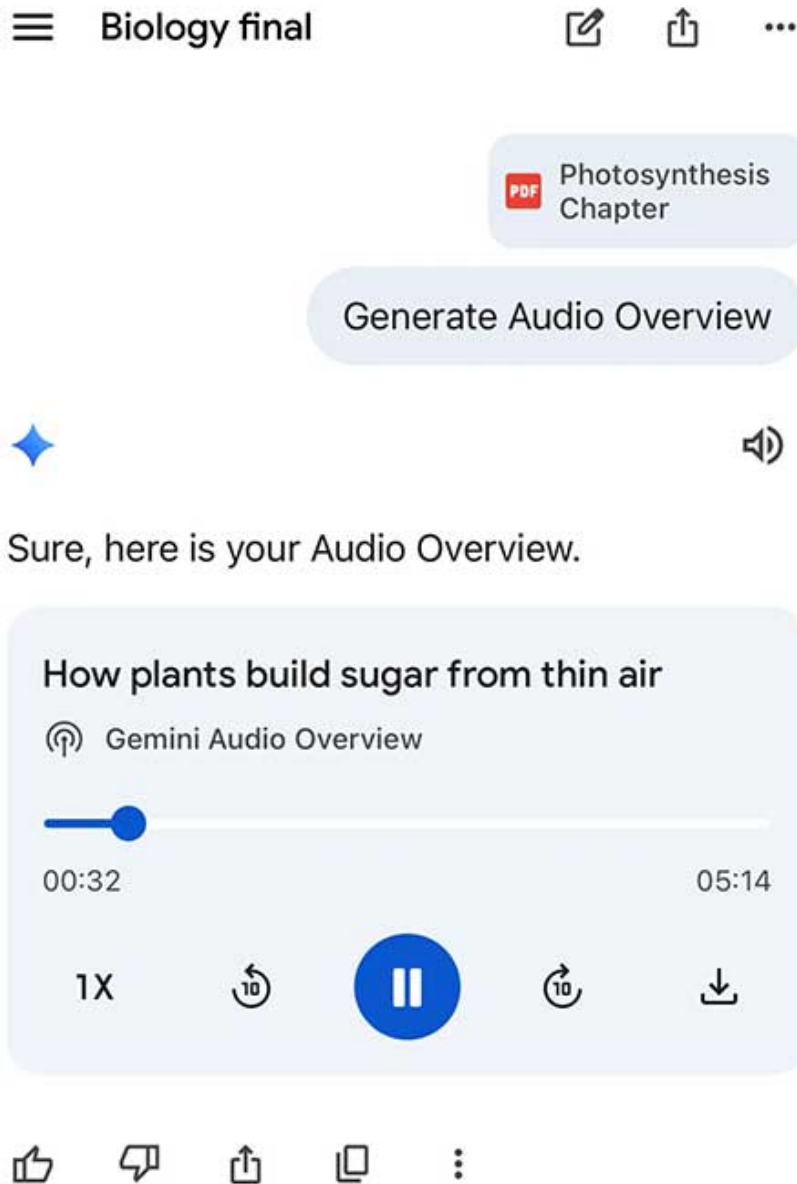 Biology final
PDF
Photosynthesis
Chapter
Generate Audio Overview
Sure, here is your Audio Overview.
How plants build sugar from thin air
Gemini Audio Overview
00:32 05:14
1X 10 10